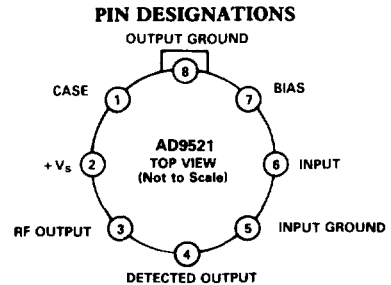 PIN DESIGNATIONS
OUTPUT GROUND
8
CASE
1
7
BIAS
+VS
2
AD9521
TOP VIEW
(Not to Scale)
6
INPUT
RF OUTPUT
3
5
INPUT GROUND
4
DETECTED OUTPUT